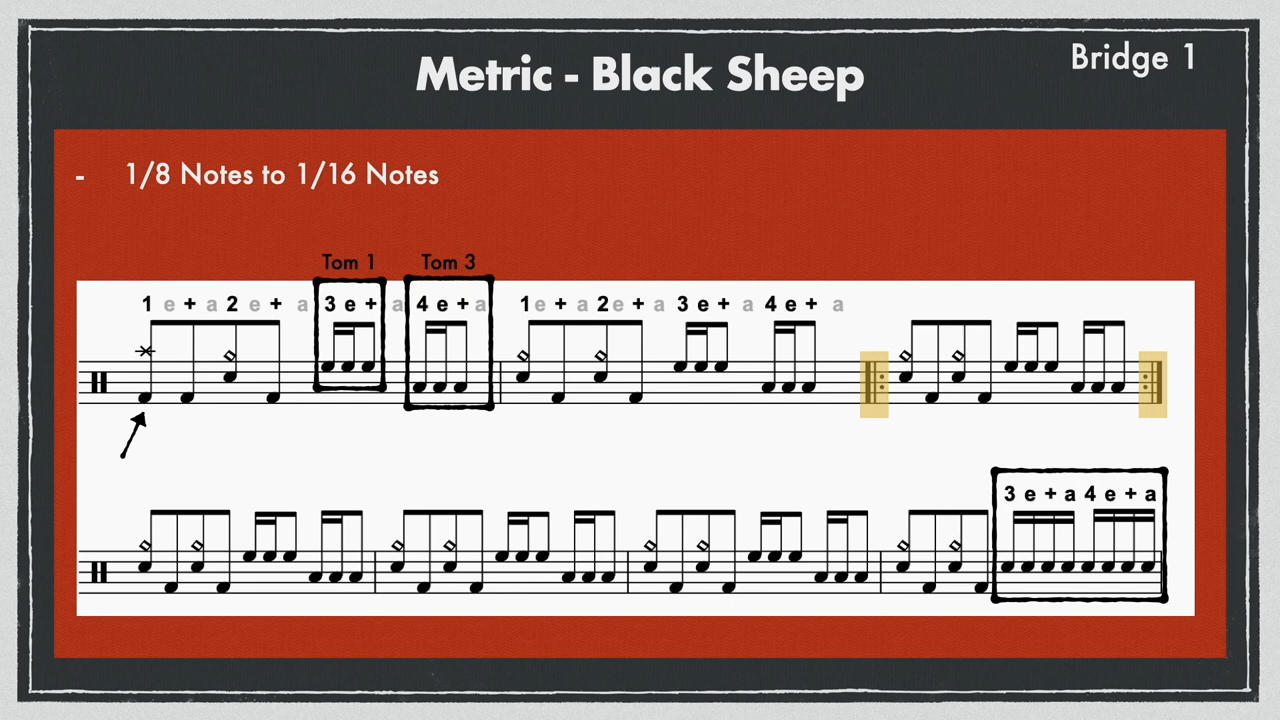 Metric - Black Sheep
Bridge 1
- 1/8 Notes to 1/16 Notes
Tom 1 Tom 3
1 e + a 2 e + a 3 e + a 4 e + a 1 e + a 2 e + a 3 e + a 4 e + a
3 e + a 4 e + a